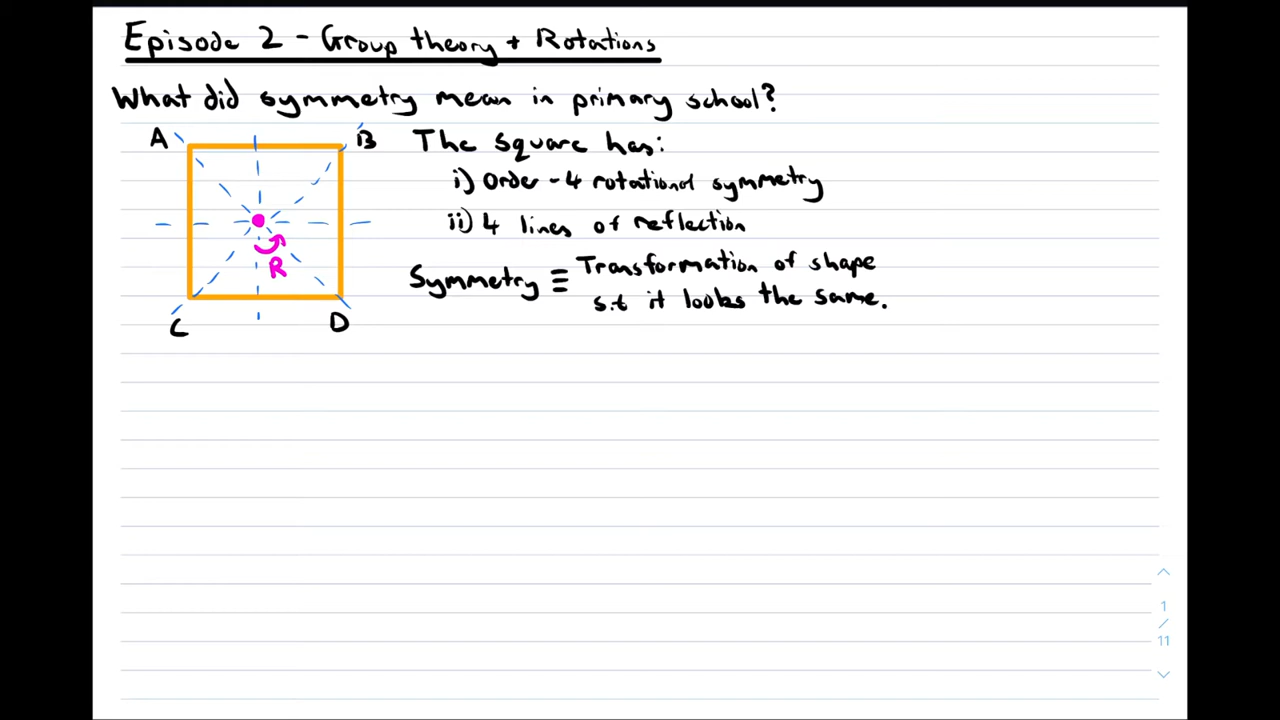 Episode 2 - Group theory + Rotations
What did symmetry mean in primary school?
A
B
The square has:
i) Order-4 rotational symmetry
ii) 4 lines of reflection
R
Symmetry ≡ Transformation of shape
s.t it looks the same.
C
D
1
/
11